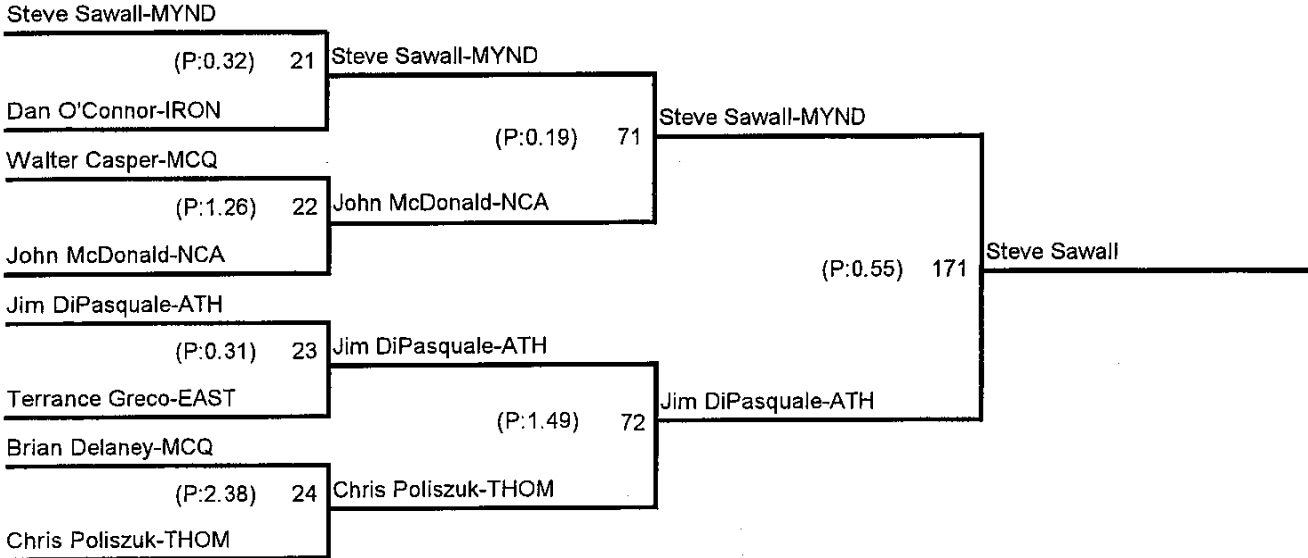 Steve Sawall-MYND
(P:0.32) 21
Dan O'Connor-IRON
Walter Casper-MCQ
(P:1.26) 22
John McDonald-NCA
Jim DiPasquale-ATH
(P:0.31) 23
Terrance Greco-EAST
Brian Delaney-MCQ
(P:2.38) 24
Chris Poliszuk-THOM
Steve Sawall-MYND
(P:0.19) 71
John McDonald-NCA
Jim DiPasquale-ATH
(P:1.49) 72
Chris Poliszuk-THOM
Steve Sawall-MYND
(P:0.55) 171
Jim DiPasquale-ATH
Steve Sawall